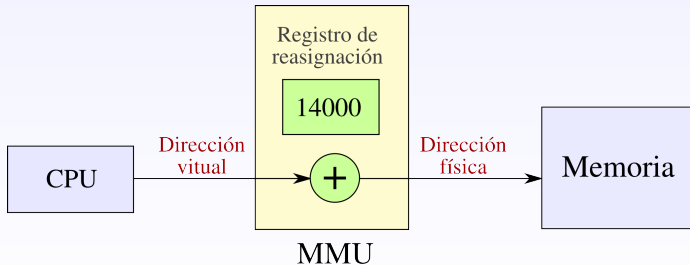 Registro de
reasignación
14000
Dirección
vitual
Dirección
física
CPU
+
Memoria
MMU